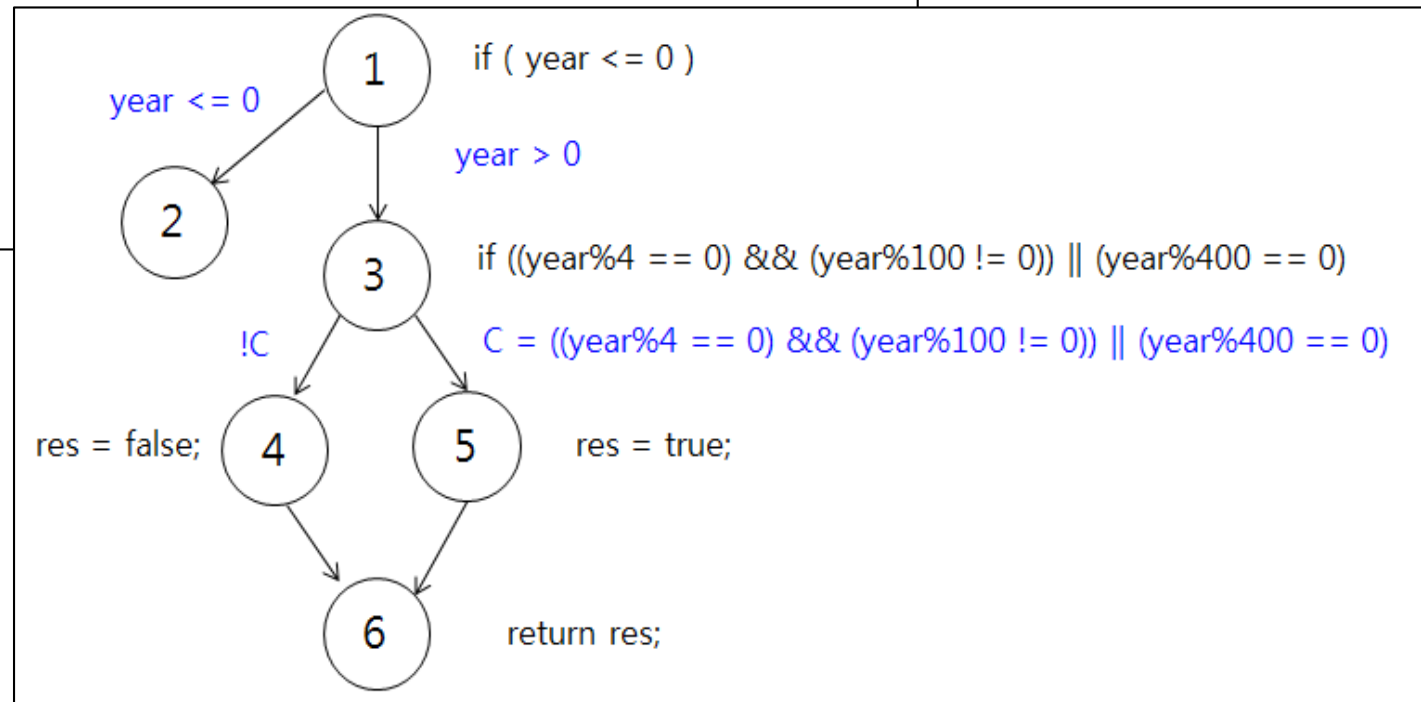 1
if ( year <= 0 )
year <= 0
year > 0
2
3
if ((year%4 == 0) && (year%100 != 0)) || (year%400 == 0)
!C
C = ((year%4 == 0) && (year%100 != 0)) || (year%400 == 0)
res = false;
4
5
res = true;
6
return res;